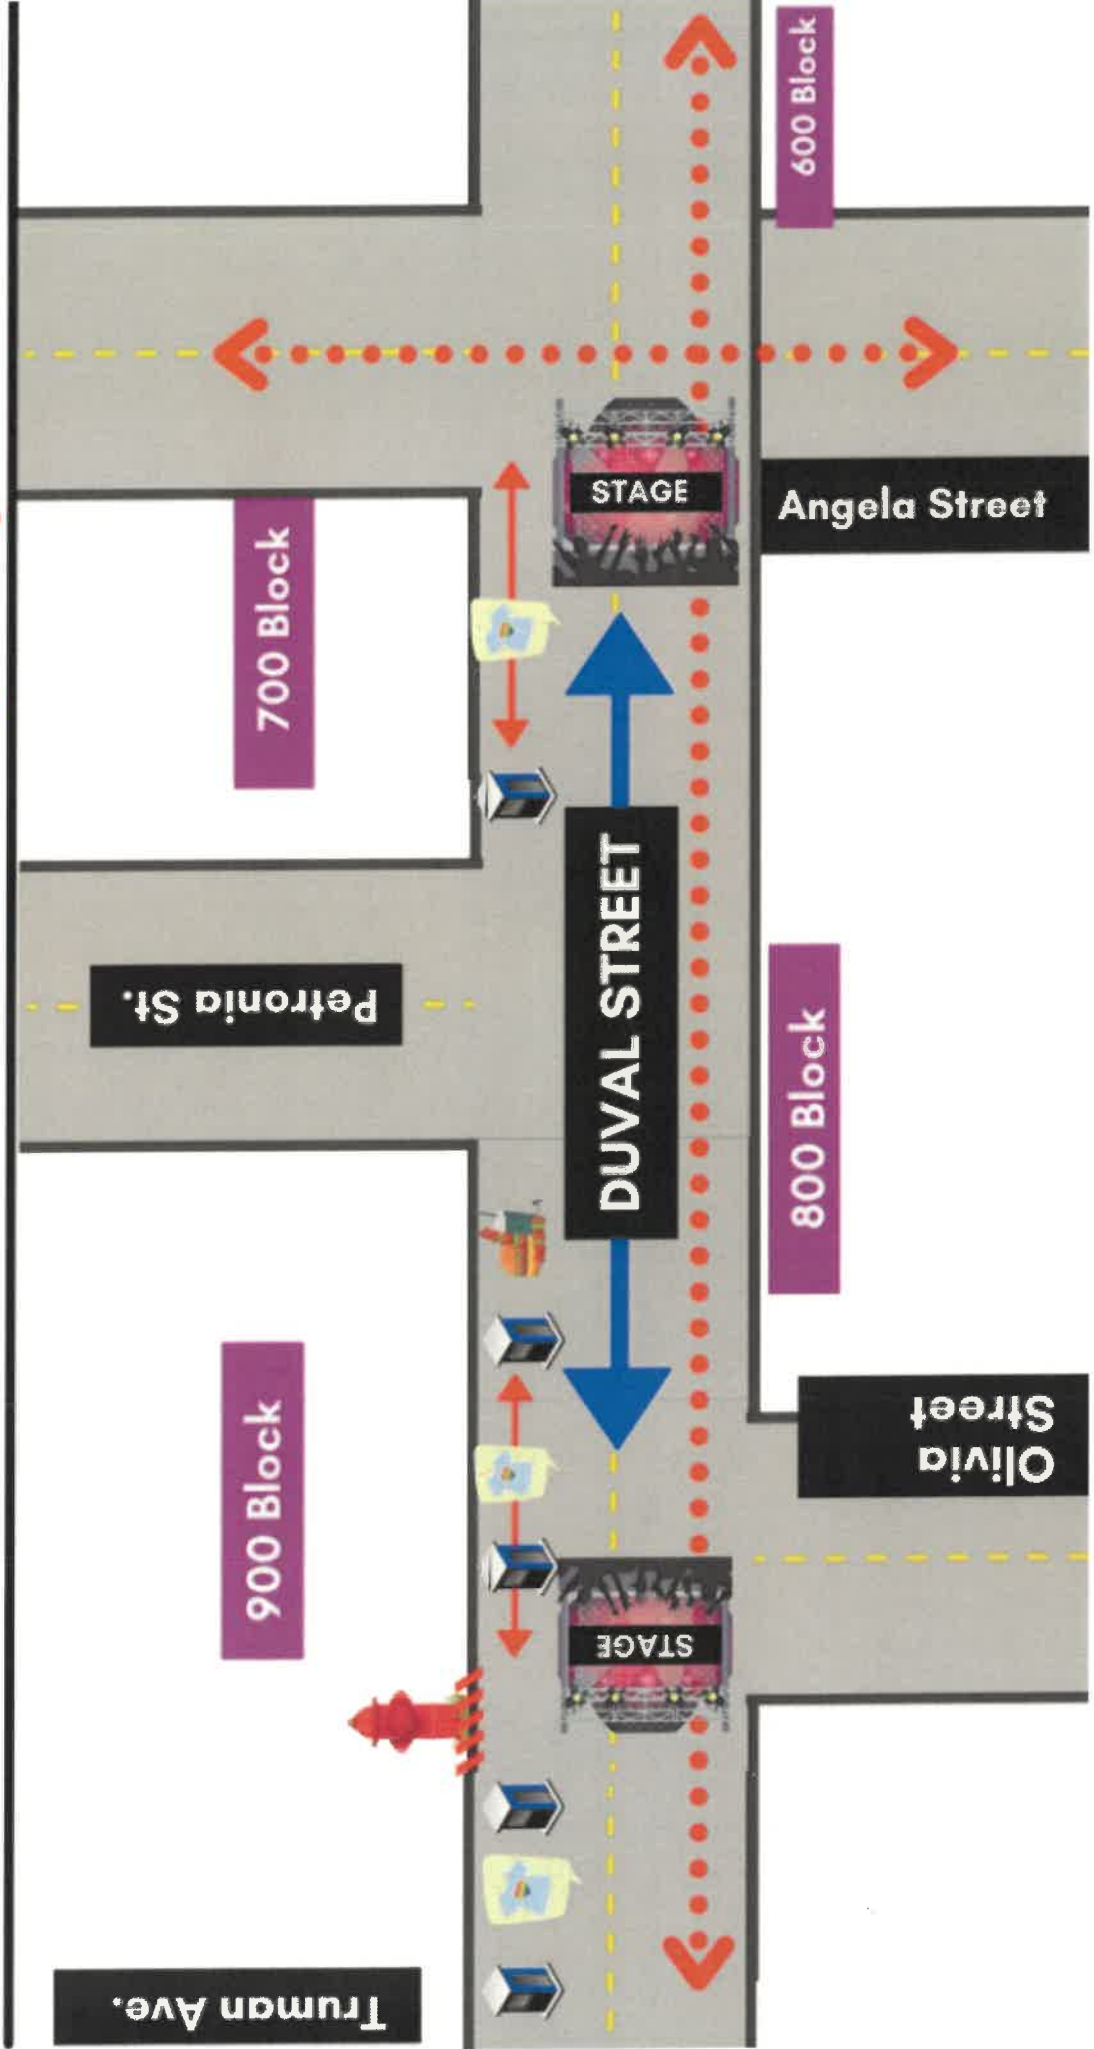 600 Block
STAGE
Angela Street
700 Block
DUVAL STREET
Petronia St.
800 Block
900 Block
Olivia
Street
STAGE
Truman Ave.